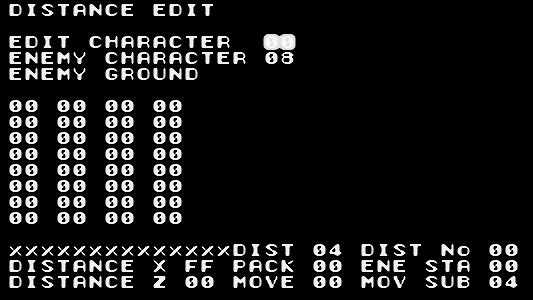 DISTANCE EDIT
EDIT CHARACTER 00
ENEMY CHARACTER 08
ENEMY GROUND
00 00 00 00
00 00 00 00
00 00 00 00
00 00 00 00
00 00 00 00
00 00 00 00
00 00 00 00
00 00 00 00
XXXXXXXXXXXXXXDIST 04 DIST No 00
DISTANCE X FF PACK 00 ENE STA 00
DISTANCE Z 00 MOVE 00 MOV SUB 04